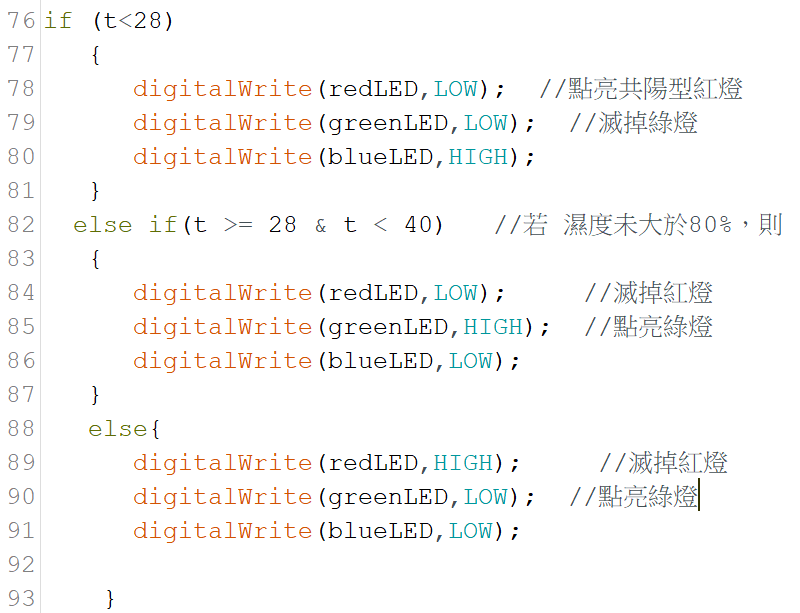 76 if (t<28)
77 {
78 digitalWrite(redLED,LOW); //點亮共陽型紅燈
79 digitalWrite(greenLED,LOW); //滅掉綠燈
80 digitalWrite(blueLED,HIGH);
81 }
82 else if(t >= 28 & t < 40) //若 濕度未大於80%，則
83 {
84 digitalWrite(redLED,LOW); //滅掉紅燈
85 digitalWrite(greenLED,HIGH); //點亮綠燈
86 digitalWrite(blueLED,LOW);
87 }
88 else{
89 digitalWrite(redLED,HIGH); //滅掉紅燈
90 digitalWrite(greenLED,LOW); //點亮綠燈
91 digitalWrite(blueLED,LOW);
92
93 }